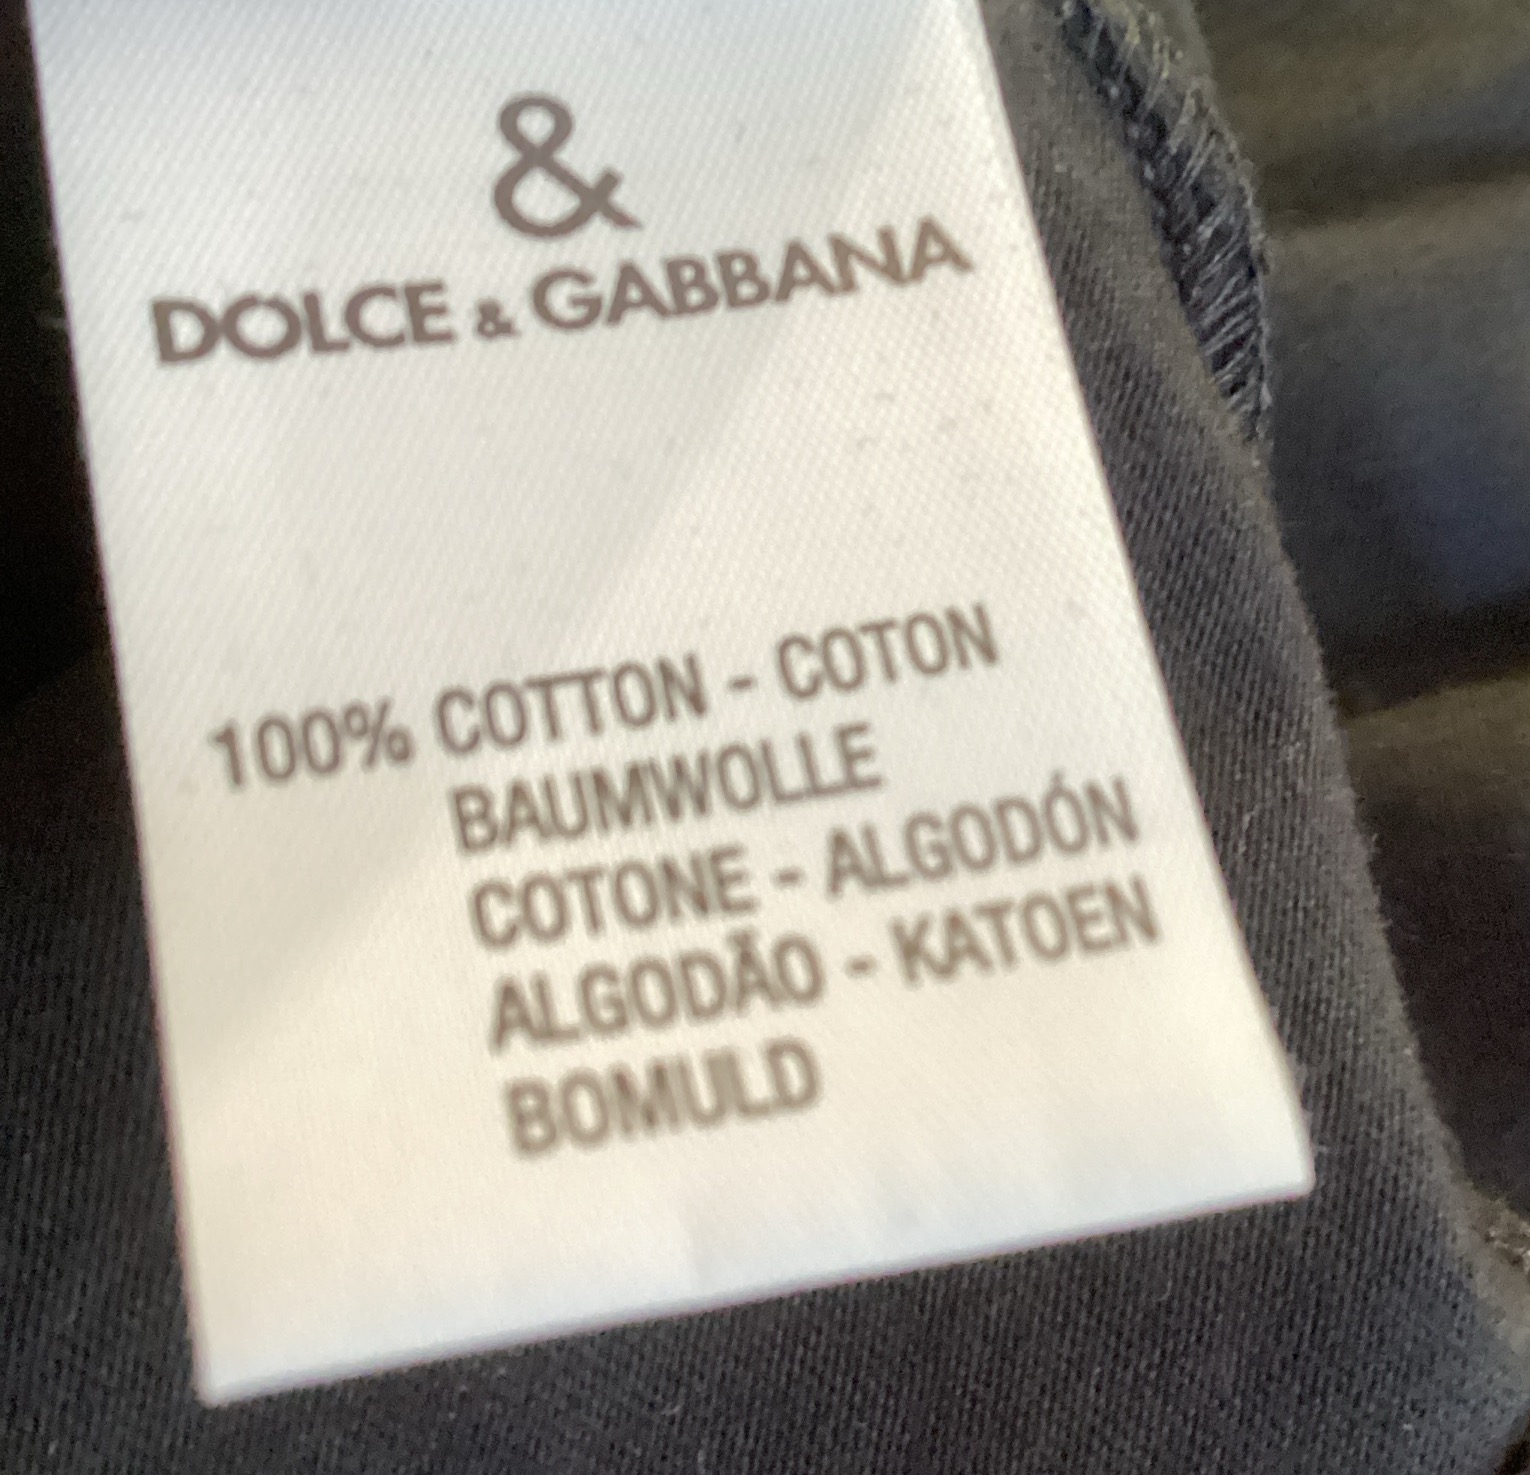 &
DOLCE & GABBANA
100% COTTON - COTON
BAUMWOLLE
COTONE - ALGODÓN
ALGODÃO - KATOEN
BOMULD